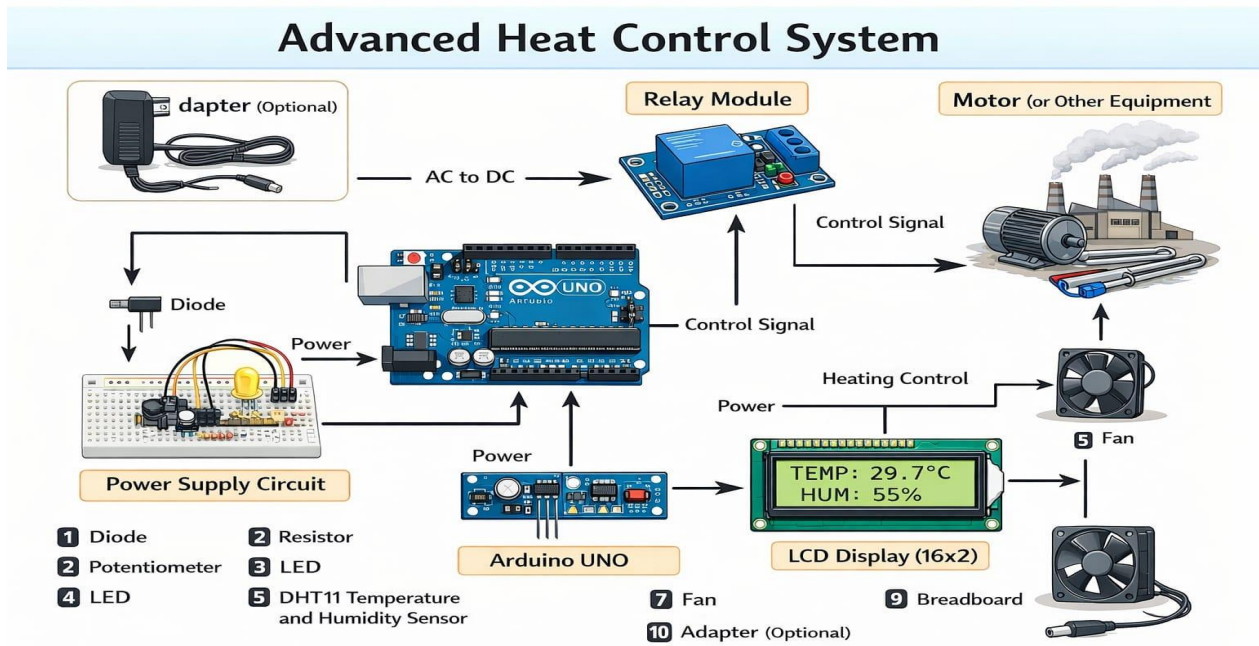 Advanced Heat Control System
dapter (Optional)
Relay Module
Motor (or Other Equipment
AC to DC
Control Signal
Diode
UNO
Power
Control Signal
Heating Control
Power
5 Fan
Power
TEMP: 29.7°C
HUM: 55%
Power Supply Circuit
Arduino UNO
LCD Display (16x2)
1 Diode
2 Resistor
2 Potentiometer
3 LED
4 LED
5 DHT11 Temperature
and Humidity Sensor
7 Fan
9 Breadboard
10 Adapter (Optional)